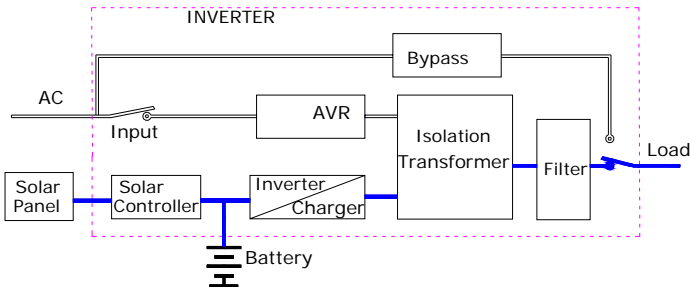 INVERTER
Bypass
AC
AVR
Input
Isolation
Transformer
Load
Filter
Solar
Panel
Solar
Controller
Inverter
Charger
Battery